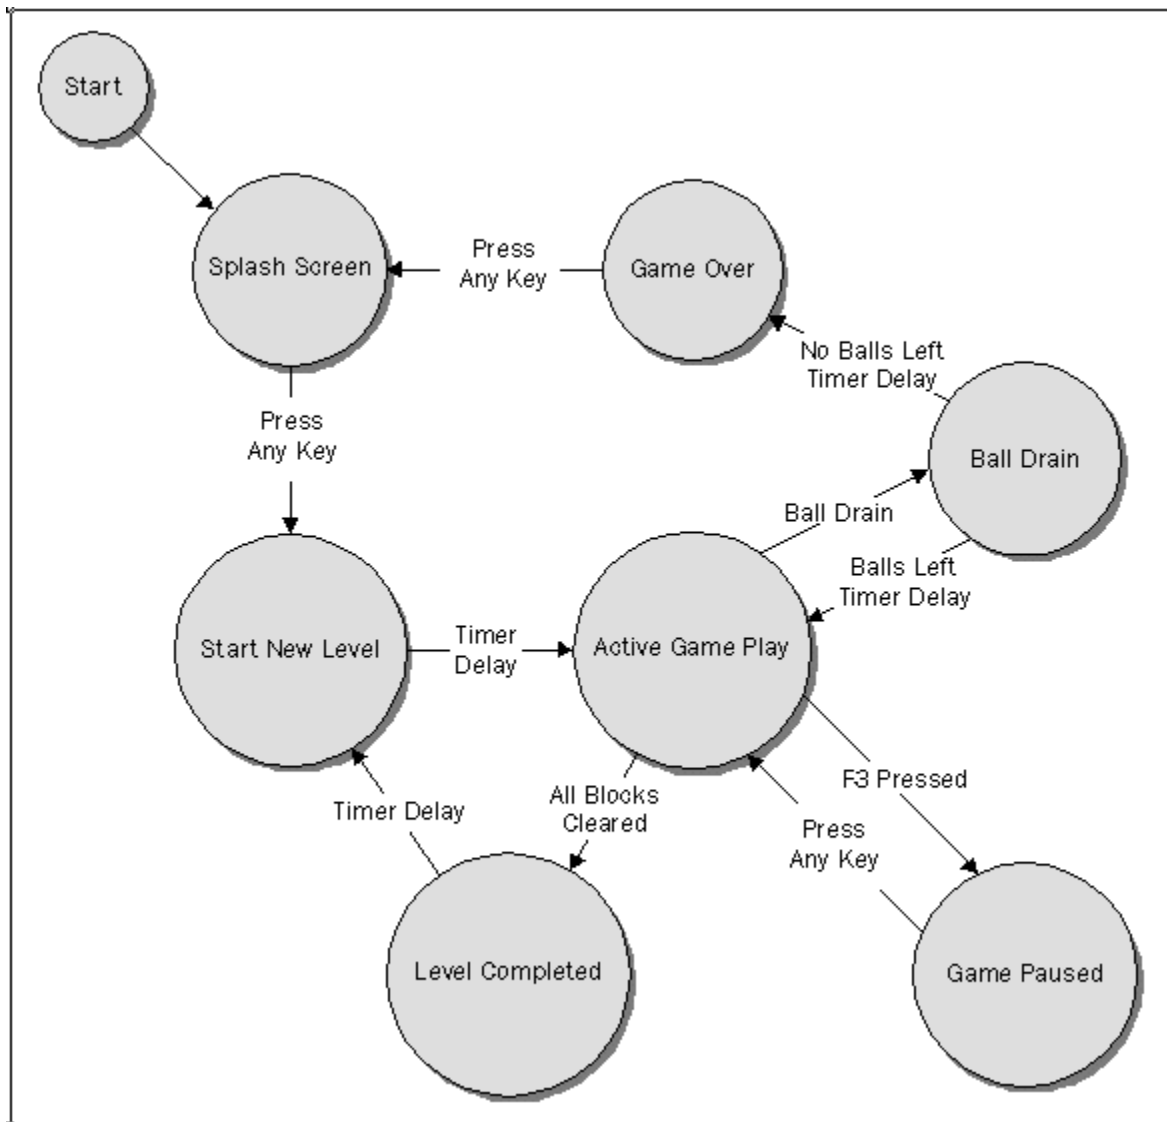 Start
Splash Screen
Press
Any Key
Game Over
No Balls Left
Timer Delay
Press
Any Key
Ball Drain
Ball Drain
Balls Left
Timer Delay
Start New Level
Timer
Delay
Active Game Play
F3 Pressed
Timer Delay
All Blocks
Cleared
Press
Any Key
Level Completed
Game Paused